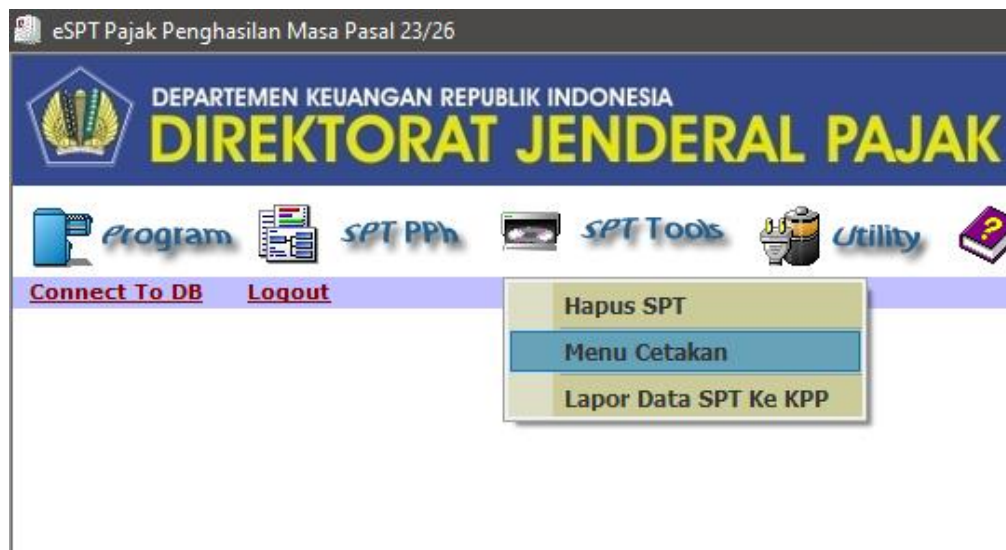 eSPT Pajak Penghasilan Masa Pasal 23/26
DEPARTEMEN KEUANGAN REPUBLIK INDONESIA
DIREKTORAT JENDERAL PAJAK
Program SPT PPh SPT Tools Utility
Connect To DB Logout
Hapus SPT
Menu Cetakan
Lapor Data SPT Ke KPP